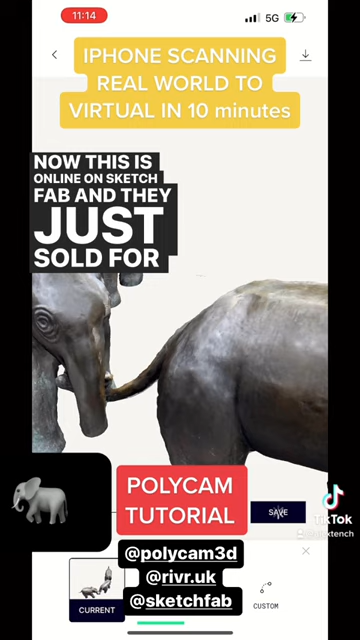 11:14
5G
IPHONE SCANNING
REAL WORLD TO
VIRTUAL IN 10 minutes
NOW THIS IS
ONLINE ON SKETCH
FAB AND THEY
JUST
SOLD FOR
POLYCAM
TUTORIAL
SAVE
TikTok
@polycam3d
@rivr.uk
@sketchfab
CURRENT
CUSTOM